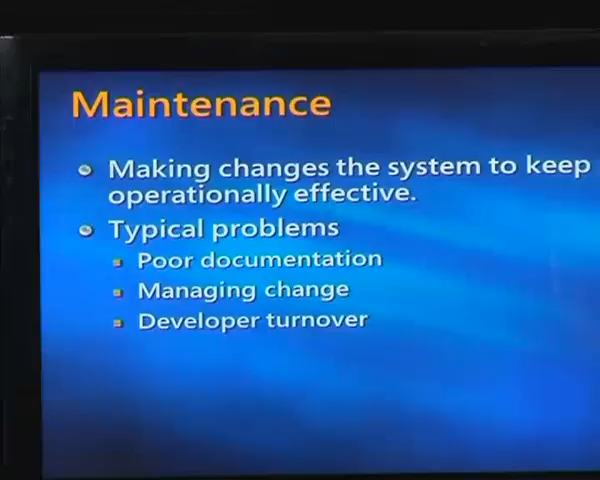 Maintenance
Making changes the system to keep
operationally effective.
Typical problems
Poor documentation
Managing change
Developer turnover